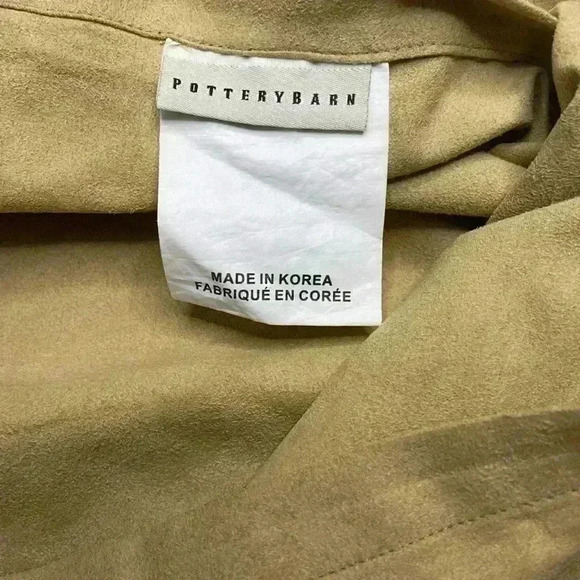 POTTERYBARN
MADE IN KOREA
FABRIQUÉ EN CORÉE